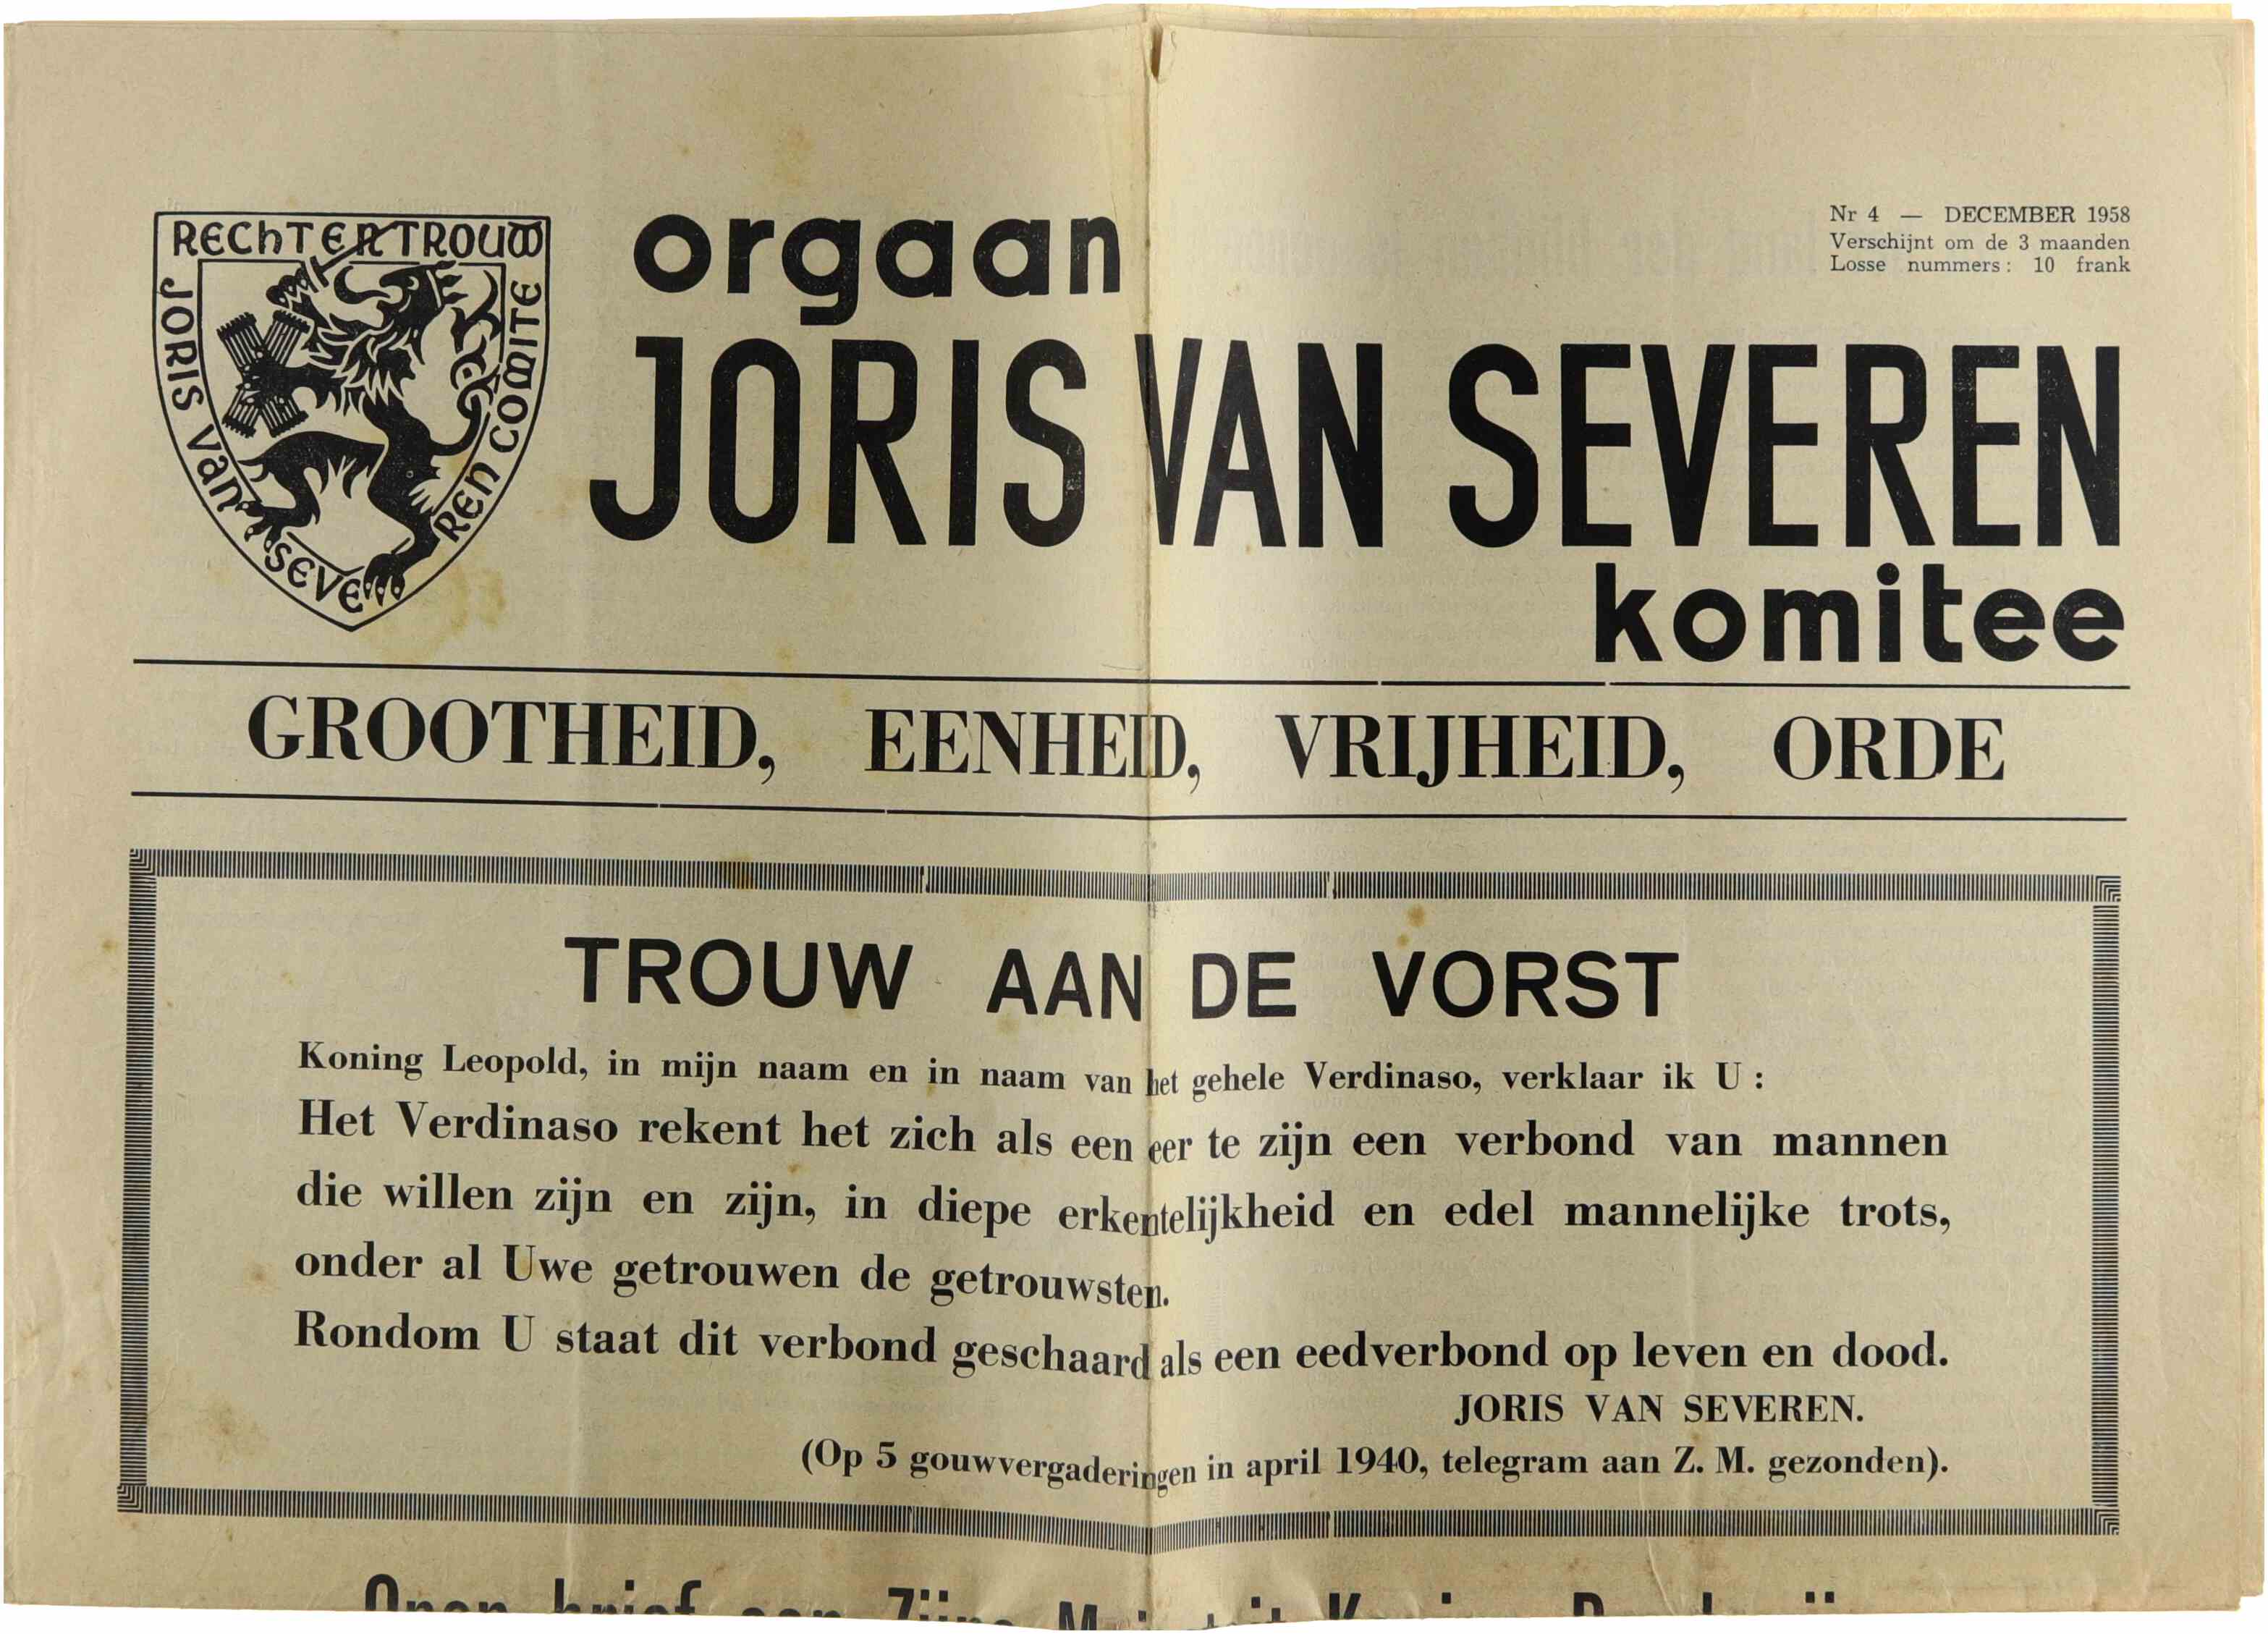 RECHTERTROUW
JORIS VAN SEVEREN COMITE
orgaan
Nr 4 — DECEMBER 1958
Verschijnt om de 3 maanden
Losse nummers : 10 frank
JORIS VAN SEVEREN
komitee
GROOTHEID, EENHEID, VRIJHEID, ORDE
TROUW AAN DE VORST
Koning Leopold, in mijn naam en in naam van het gehele Verdinaso, verklaar ik U :
Het Verdinaso rekent het zich als een eer te zijn een verbond van mannen
die willen zijn en zijn, in diepe erkentelijkheid en edel mannelijke trots,
onder al Uwe getrouwen de getrouwsten.
Rondom U staat dit verbond geschaard als een eedverbond op leven en dood.
JORIS VAN SEVEREN.
(Op 5 gouwvergaderingen in april 1940, telegram aan Z. M. gezonden).